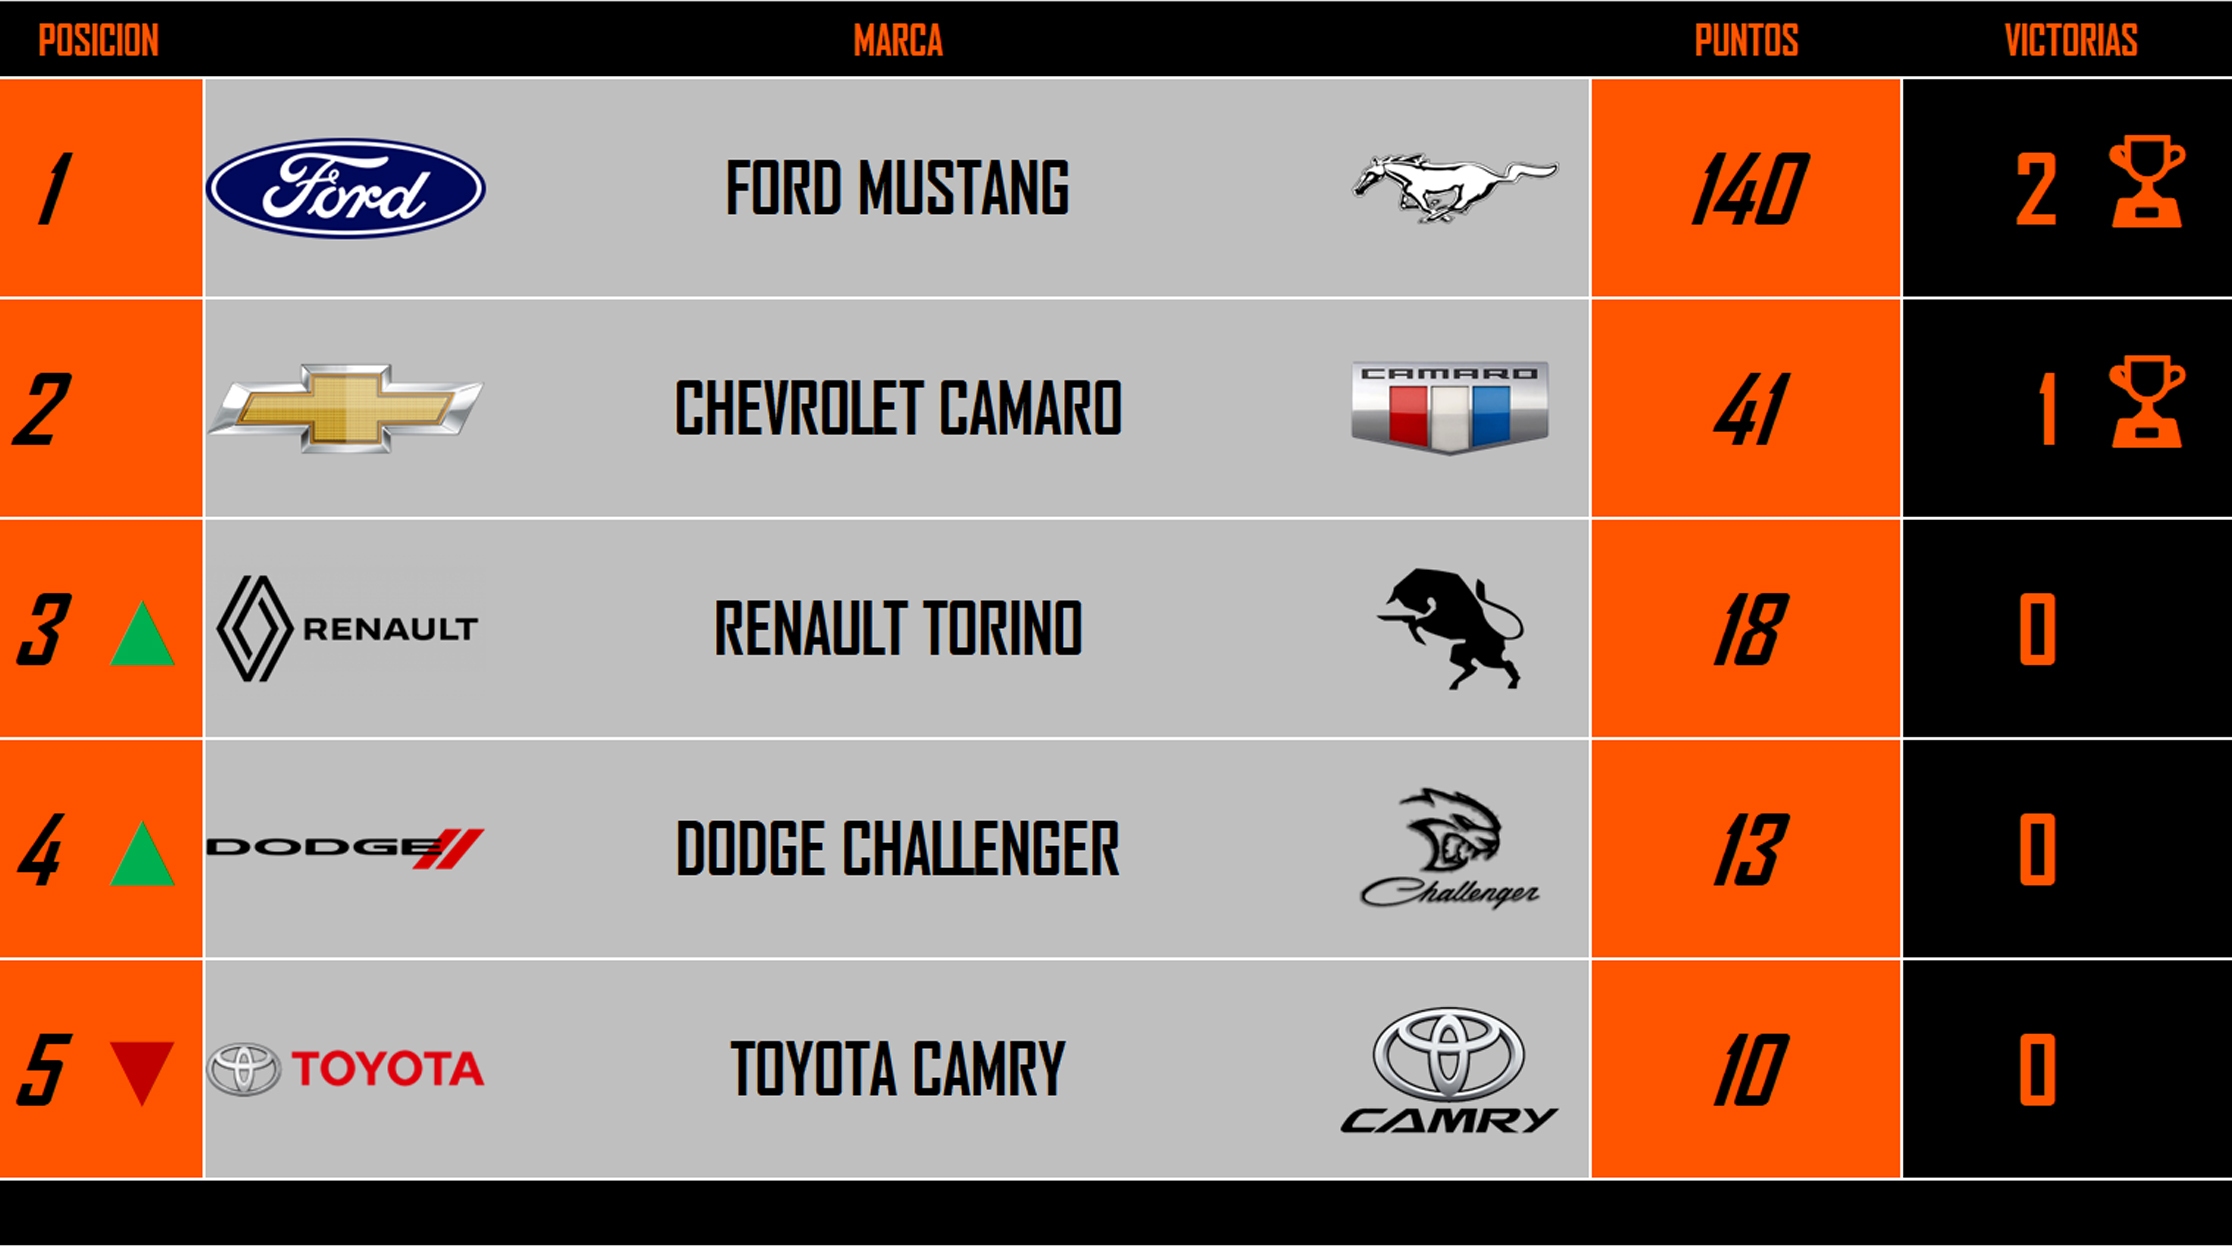 POSICION MARCA PUNTOS VICTORIAS
1 Ford FORD MUSTANG 140 2
2 CHEVROLET CAMARO CAMARO 41 1
3 RENAULT RENAULT TORINO 18 0
4 DODGE DODGE CHALLENGER Challenger 13 0
5 TOYOTA TOYOTA CAMRY CAMRY 10 0